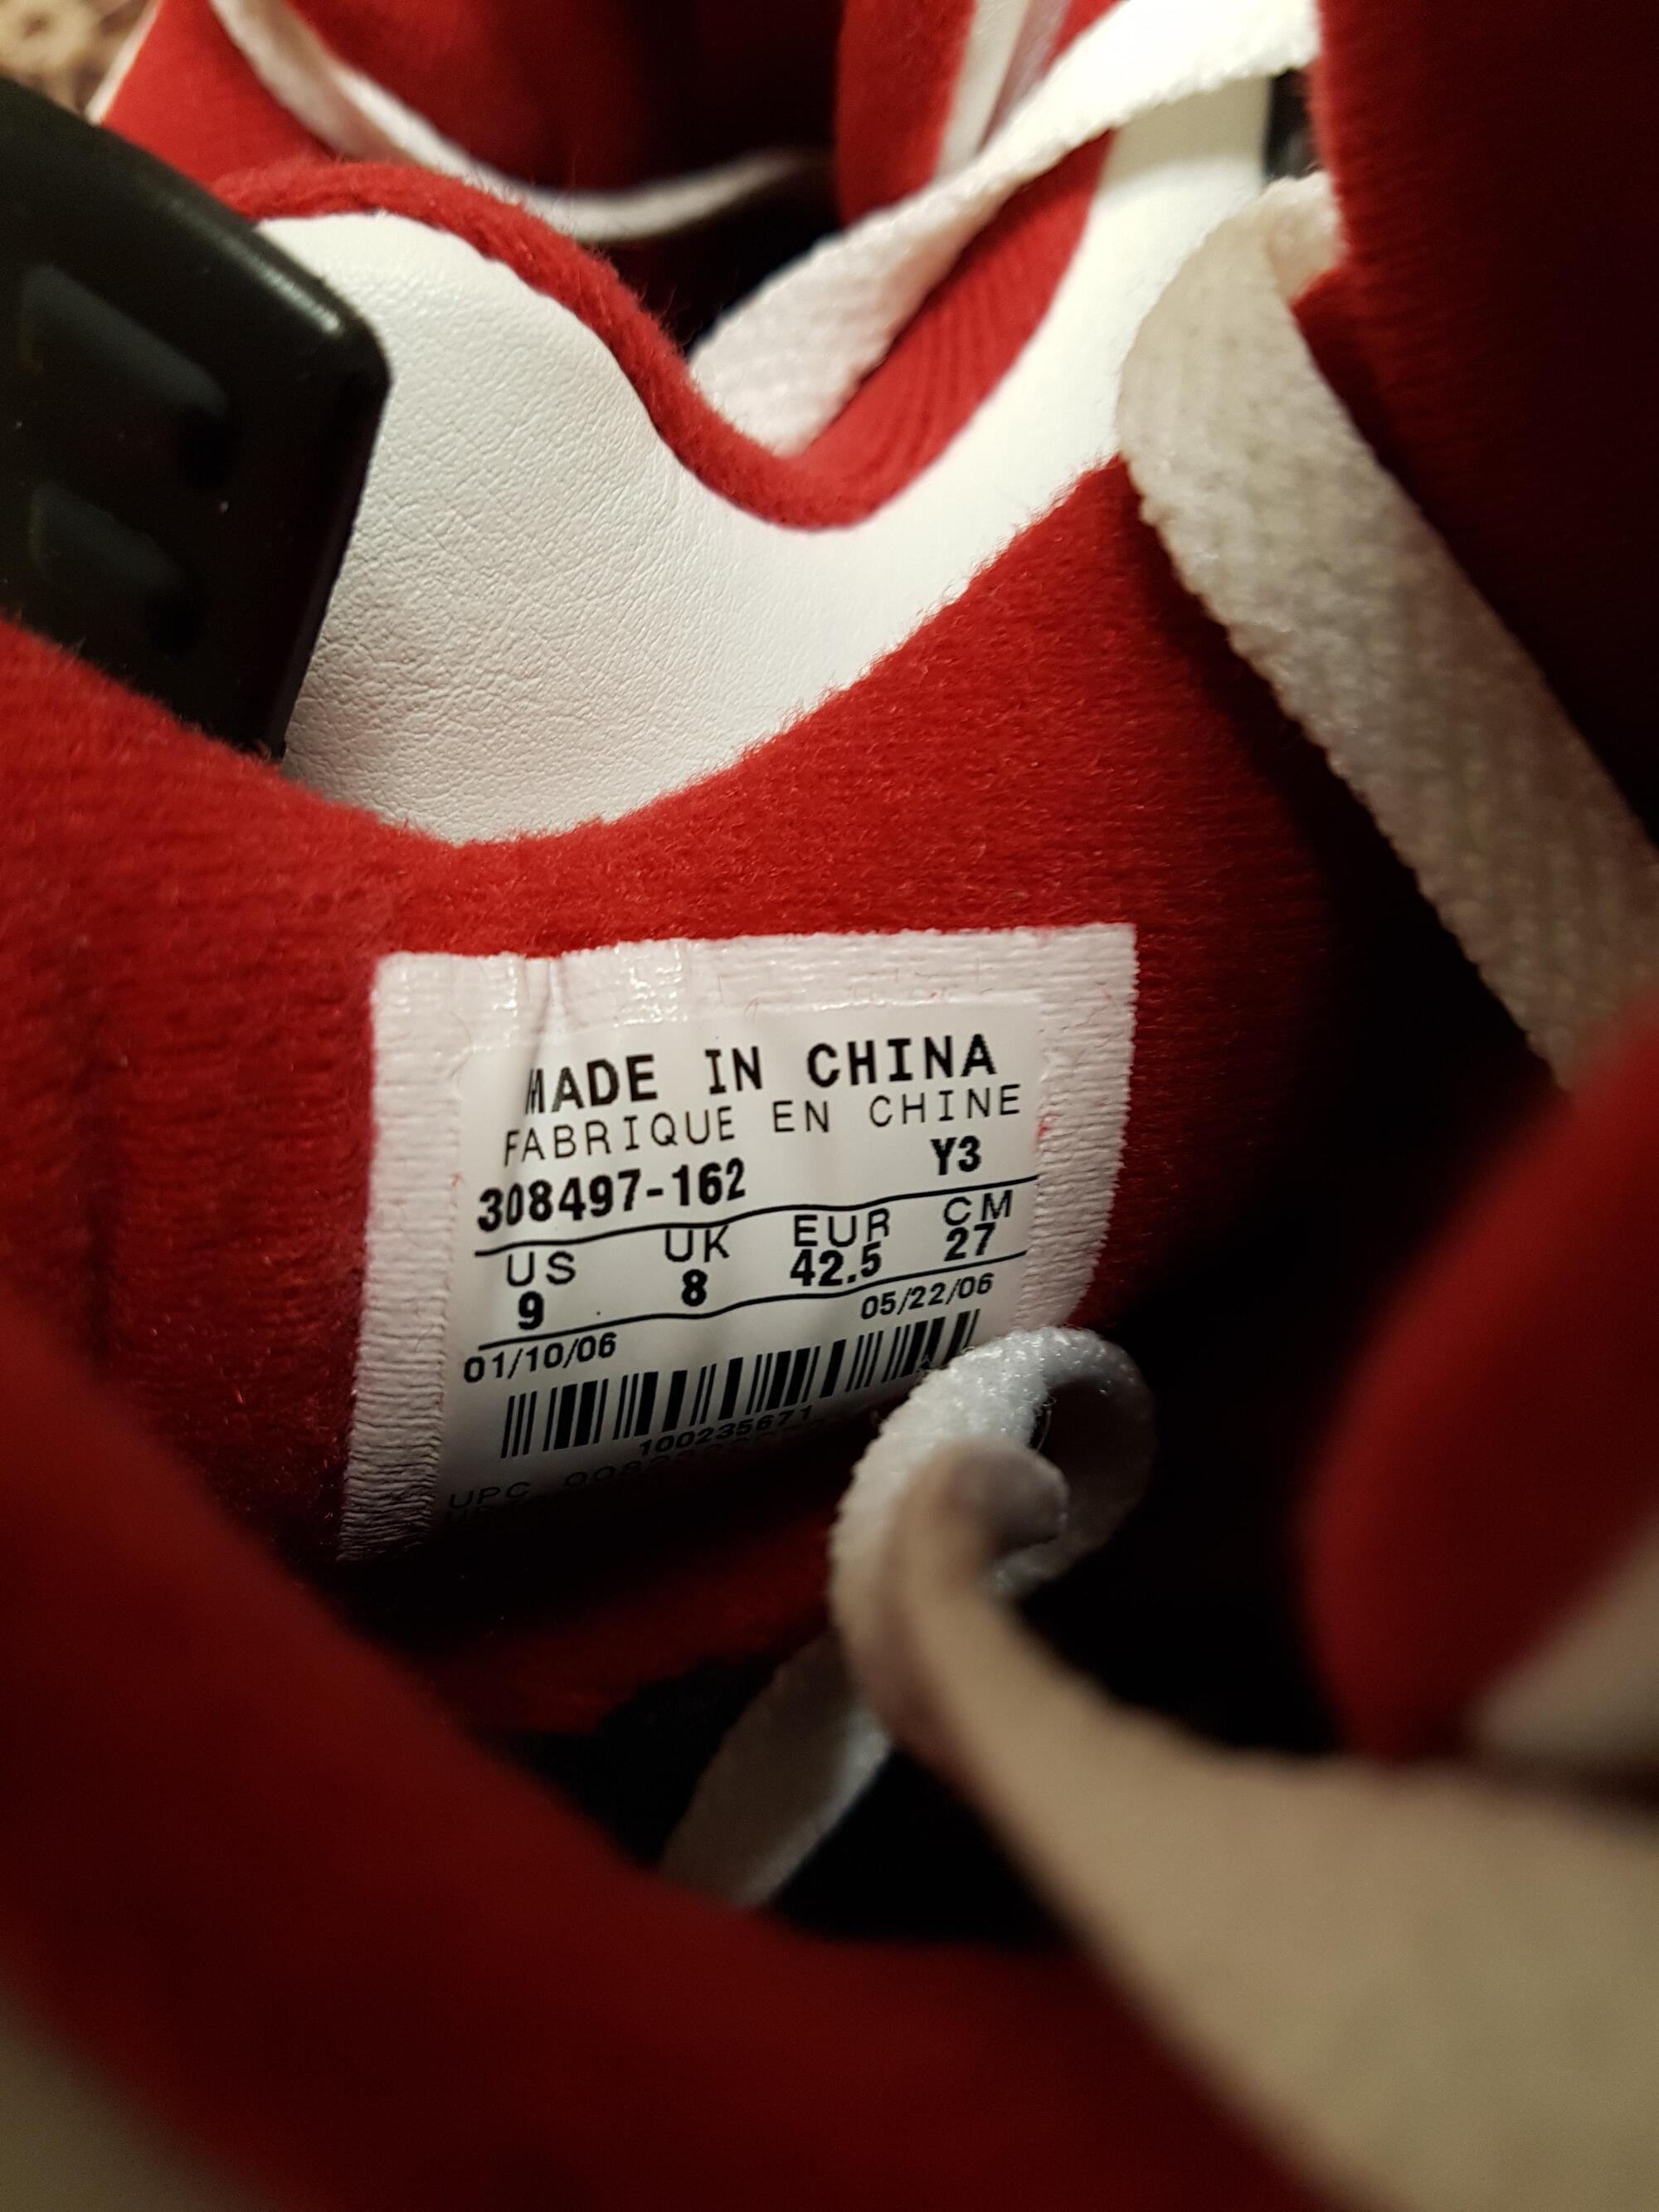 MADE IN CHINA
FABRIQUE EN CHINE
308497-162 Y3
US UK EUR CM
9 8 42.5 27
01/10/06 05/22/06
100235671
UPC